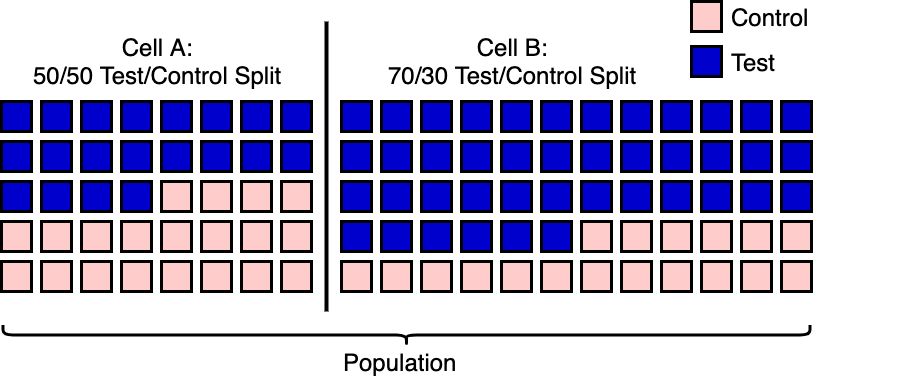 Control
Cell A:
50/50 Test/Control Split
Cell B:
70/30 Test/Control Split
Test
Population